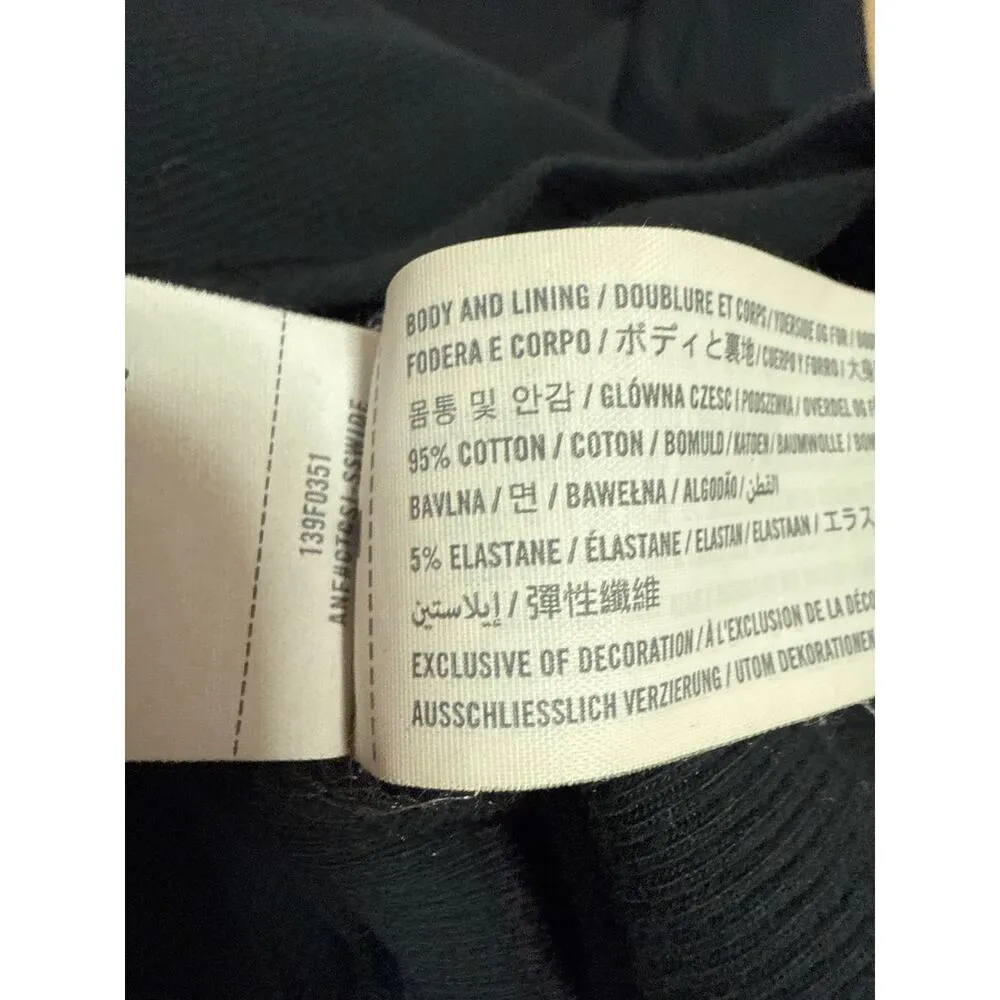 BODY AND LINING / DOUBLURE ET CORPS / YDERSIDE OG FOR /
FODERA E CORPO / ボディと裏地 / CUERPO Y FORRO /
몸통 및 안감 / GLÓWNA CZESC I PODSZEWKA / OVERDEL OG
95% COTTON / COTON / BOMULD / KATOEN / BAUMWOLLE /
BAVLNA / 면 / BAWEŁNA / ALGODÃO / القطن
5% ELASTANE / ÉLASTANE / ELASTAN / ELASTAAN / エラス
إيلاستين / 彈性纖維
EXCLUSIVE OF DECORATION / À L'EXCLUSION DE LA DÉCO
AUSSCHLIESSLICH VERZIERUNG / UTOM DEKORATIONEN
139F0351